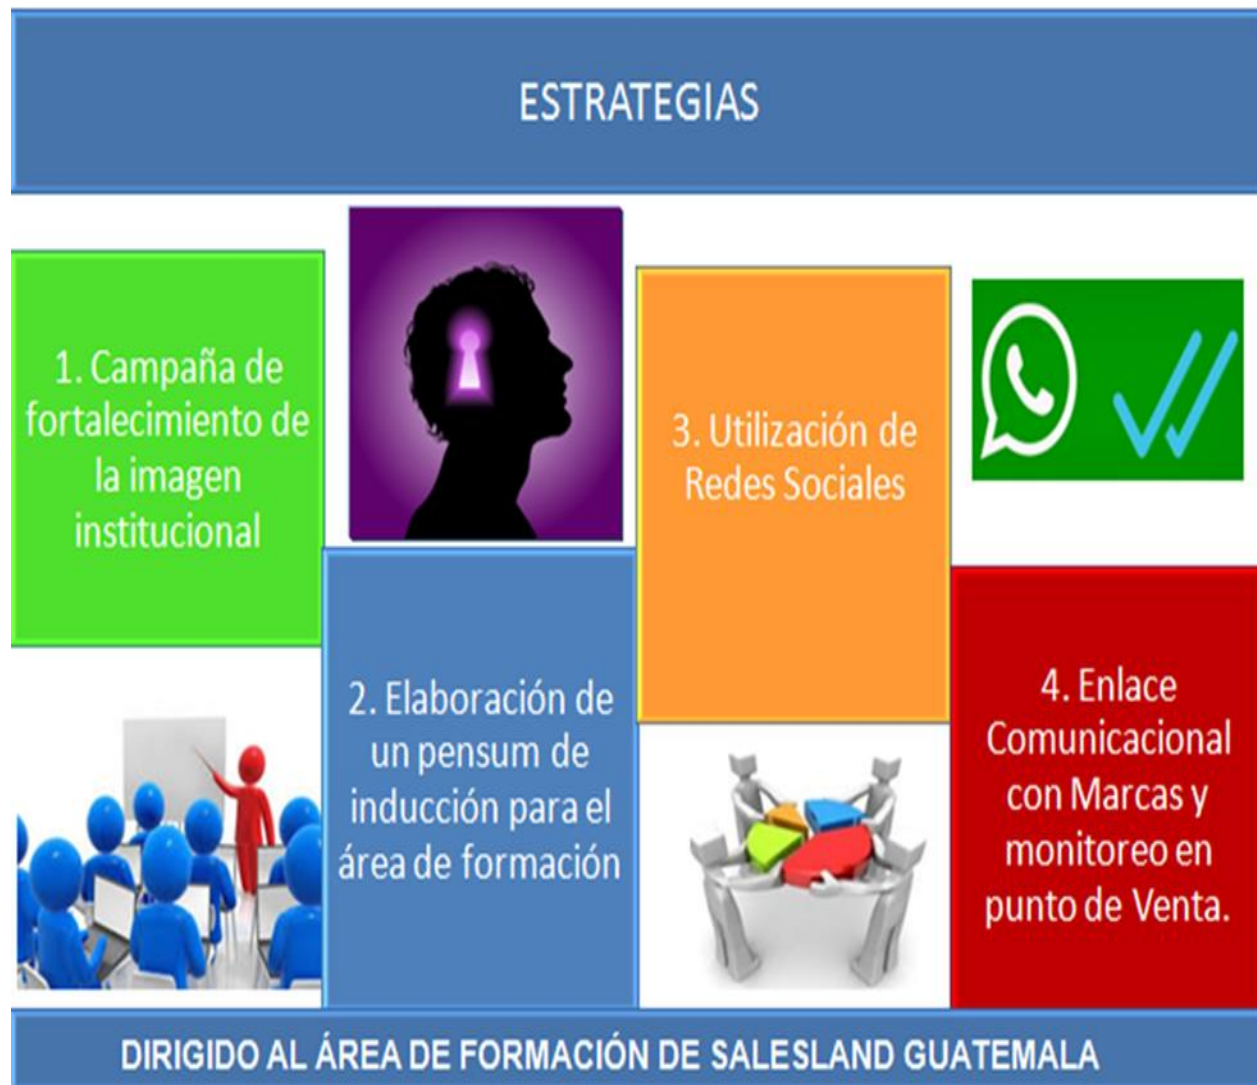 ESTRATEGIAS
1. Campaña de
fortalecimiento de
la imagen
institucional
2. Elaboración de
un pensum de
inducción para el
área de formación
3. Utilización de
Redes Sociales
4. Enlace
Comunicacional
con Marcas y
monitoreo en
punto de Venta.
DIRIGIDO AL ÁREA DE FORMACIÓN DE SALESLAND GUATEMALA